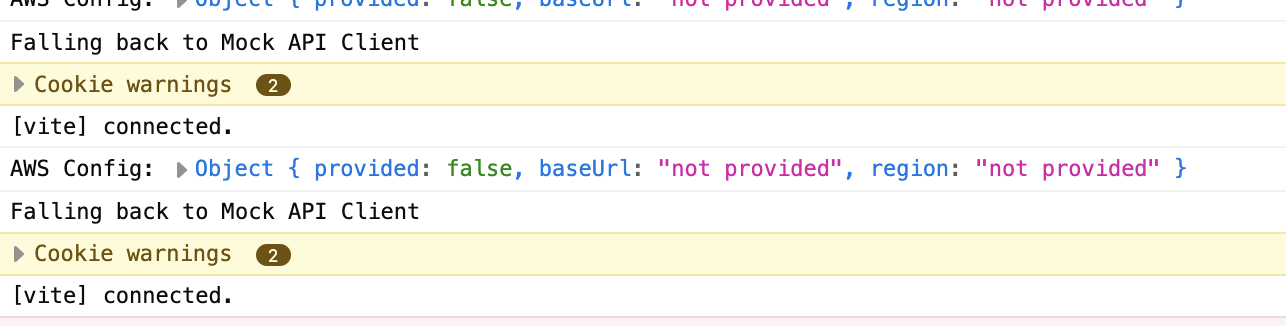 AWS Config: Object { provided: false, baseUrl: "not provided", region: "not provided" }
Falling back to Mock API Client
Cookie warnings 2
[vite] connected.
AWS Config: Object { provided: false, baseUrl: "not provided", region: "not provided" }
Falling back to Mock API Client
Cookie warnings 2
[vite] connected.